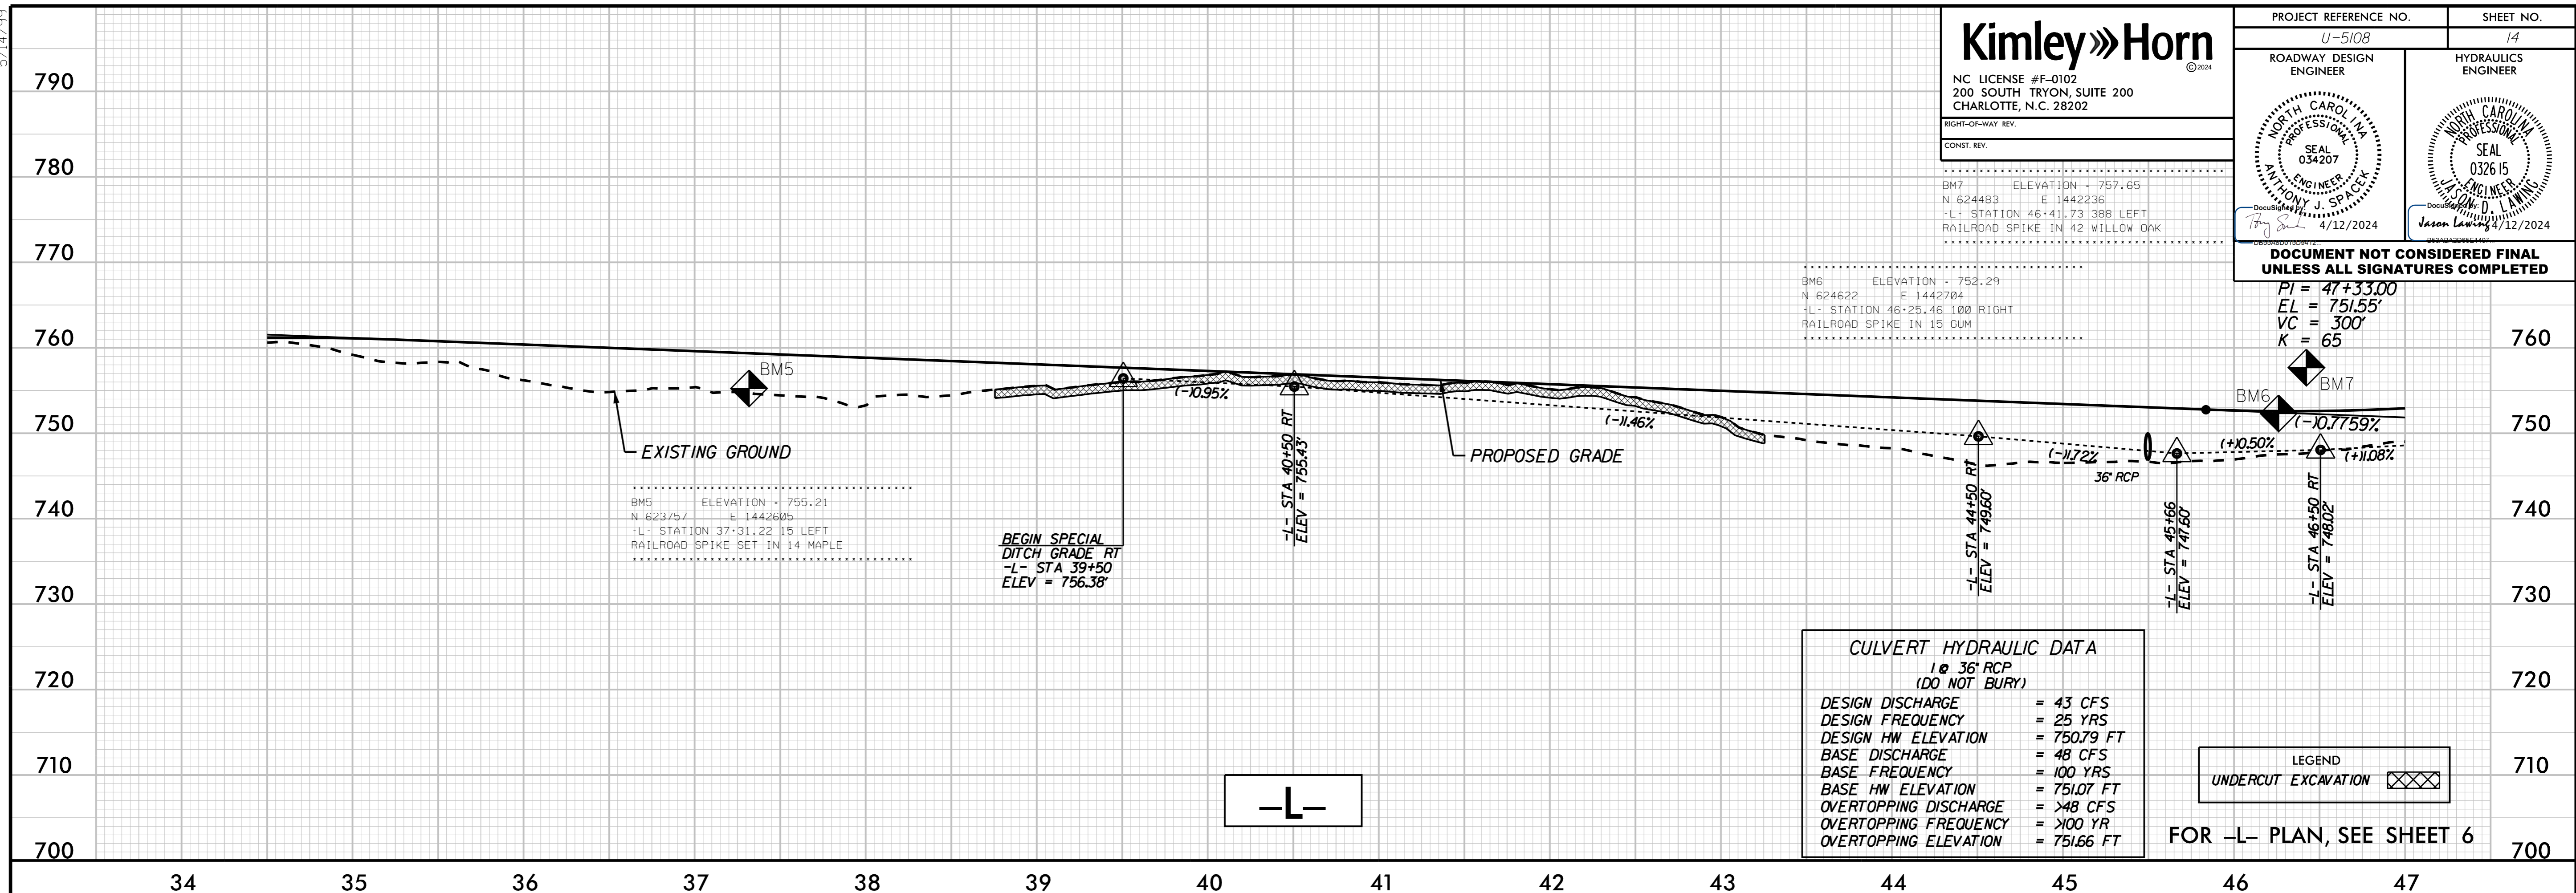 5/14/99
Kimley»Horn
©2024
NC LICENSE #F-0102
200 SOUTH TRYON, SUITE 200
CHARLOTTE, N.C. 28202
RIGHT-OF-WAY REV.
CONST. REV.
PROJECT REFERENCE NO.
SHEET NO.
U-5108
14
ROADWAY DESIGN
ENGINEER
HYDRAULICS
ENGINEER
NORTH CAROLINA
PROFESSIONAL
SEAL
034207
ENGINEER
ANTHONY J. SPACEK
DocuSigned by:
4/12/2024
NORTH CAROLINA
PROFESSIONAL
SEAL
032615
ENGINEER
JASON D. LAWING
DocuSigned by:
Jason Lawing
4/12/2024
DOCUMENT NOT CONSIDERED FINAL
UNLESS ALL SIGNATURES COMPLETED
BM7 ELEVATION - 757.65
N 624483 E 1442236
-L- STATION 46+41.73 388 LEFT
RAILROAD SPIKE IN 42 WILLOW OAK
BM6 ELEVATION - 752.29
N 624622 E 1442704
-L- STATION 46+25.46 100 RIGHT
RAILROAD SPIKE IN 15 GUM
PI = 47+33.00
EL = 751.55'
VC = 300'
K = 65
790
780
770
760
750
740
730
720
710
700
760
750
740
730
720
710
700
BM5
BM6
BM7
(-)0.95%
(-)1.46%
(-)1.72%
(+)0.50%
(-)0.7759%
(+)1.08%
36" RCP
EXISTING GROUND
PROPOSED GRADE
BM5 ELEVATION - 755.21
N 623757 E 1442605
-L- STATION 37+31.22 15 LEFT
RAILROAD SPIKE SET IN 14 MAPLE
BEGIN SPECIAL
DITCH GRADE RT
-L- STA 39+50
ELEV = 756.38'
-L- STA 40+50 RT
ELEV = 755.43'
-L- STA 44+50 RT
ELEV = 749.60'
-L- STA 45+66
ELEV = 747.60'
-L- STA 46+50 RT
ELEV = 748.02'
CULVERT HYDRAULIC DATA
1 @ 36" RCP
(DO NOT BURY)
DESIGN DISCHARGE = 43 CFS
DESIGN FREQUENCY = 25 YRS
DESIGN HW ELEVATION = 750.79 FT
BASE DISCHARGE = 48 CFS
BASE FREQUENCY = 100 YRS
BASE HW ELEVATION = 751.07 FT
OVERTOPPING DISCHARGE = >48 CFS
OVERTOPPING FREQUENCY = >100 YR
OVERTOPPING ELEVATION = 751.66 FT
LEGEND
UNDERCUT EXCAVATION
-L-
FOR -L- PLAN, SEE SHEET 6
34
35
36
37
38
39
40
41
42
43
44
45
46
47